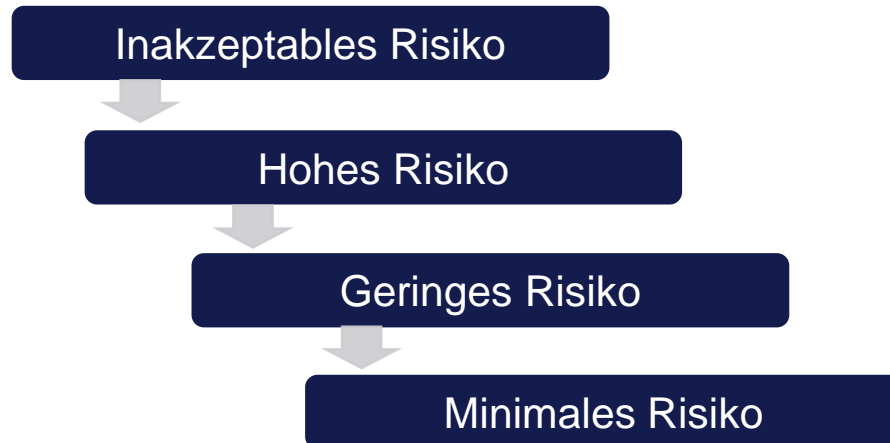 Inakzeptables Risiko
Hohes Risiko
Geringes Risiko
Minimales Risiko